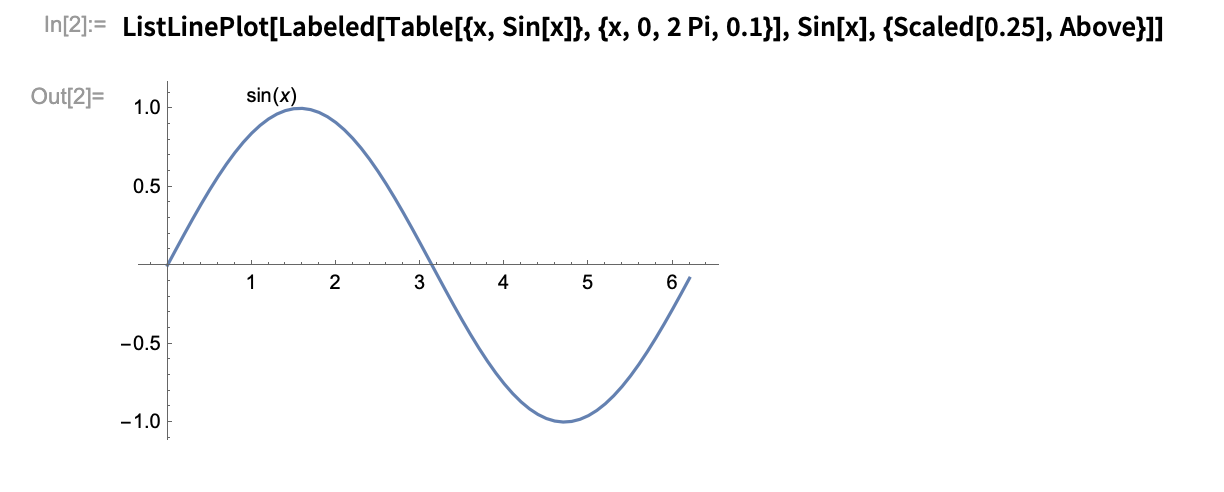 In[2]:= ListLinePlot[Labeled[Table[{x, Sin[x]}, {x, 0, 2 Pi, 0.1}], Sin[x], {Scaled[0.25], Above}]]
Out[2]=
sin(x)
1.0
0.5
1 2 3 4 5 6
−0.5
−1.0